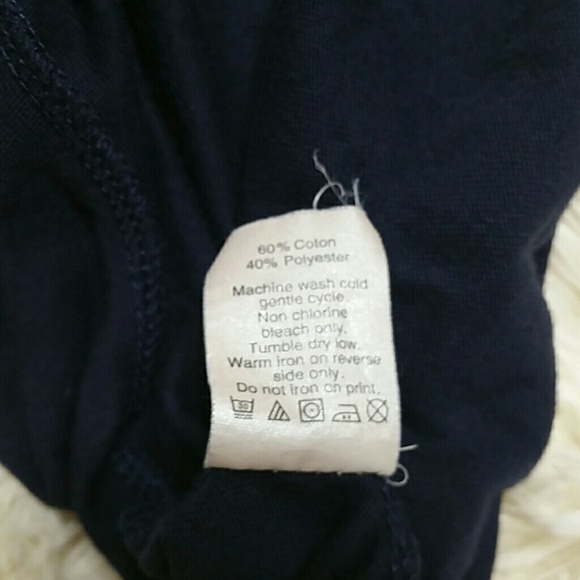 60% Coton
40% Polyester
Machine wash cold
gentle cycle
Non chlorine
bleach only.
Tumble dry low.
Warm iron on reverse
side only.
Do not iron on print.
30